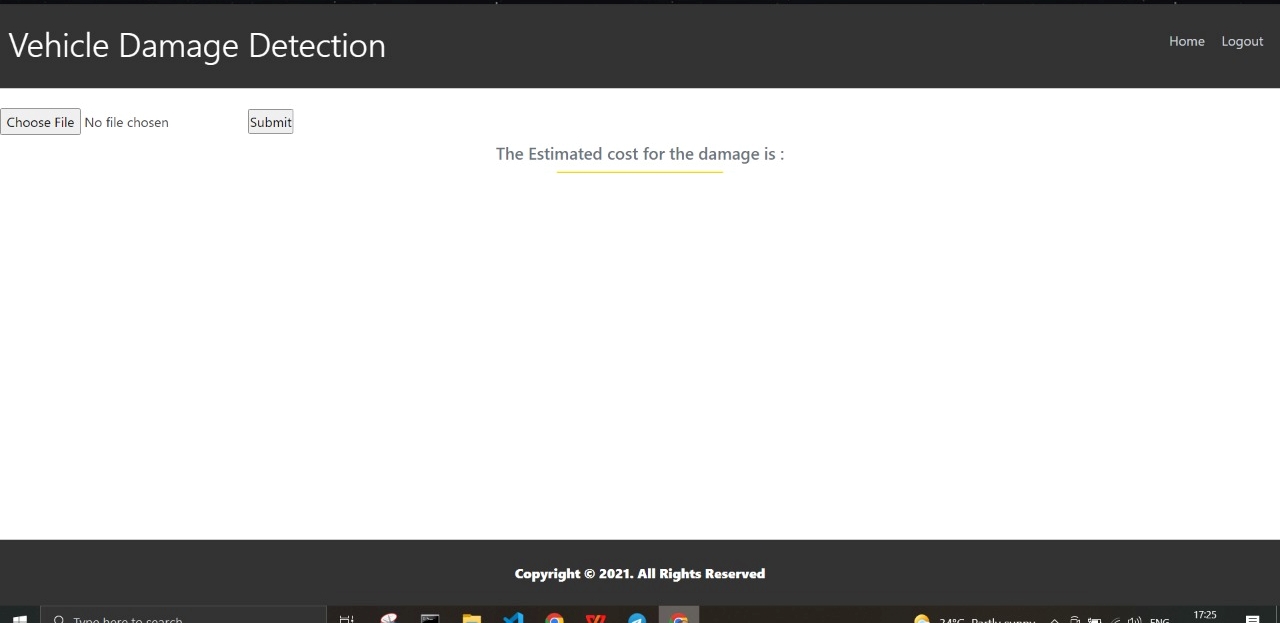 Vehicle Damage Detection
Home Logout
Choose File No file chosen Submit
The Estimated cost for the damage is :
Copyright © 2021. All Rights Reserved
Type here to search
24°C Partly sunny ENG 17:25